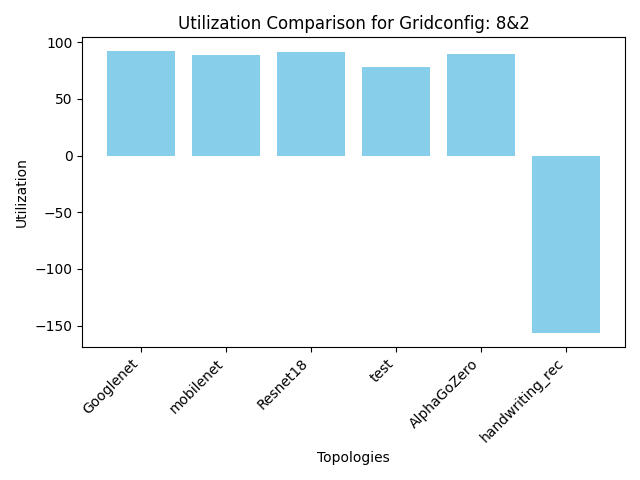 Utilization Comparison for Gridconfig: 8&2
100
50
0
−50
−100
−150
Utilization
Googlenet
mobilenet
Resnet18
test
AlphaGoZero
handwriting_rec
Topologies